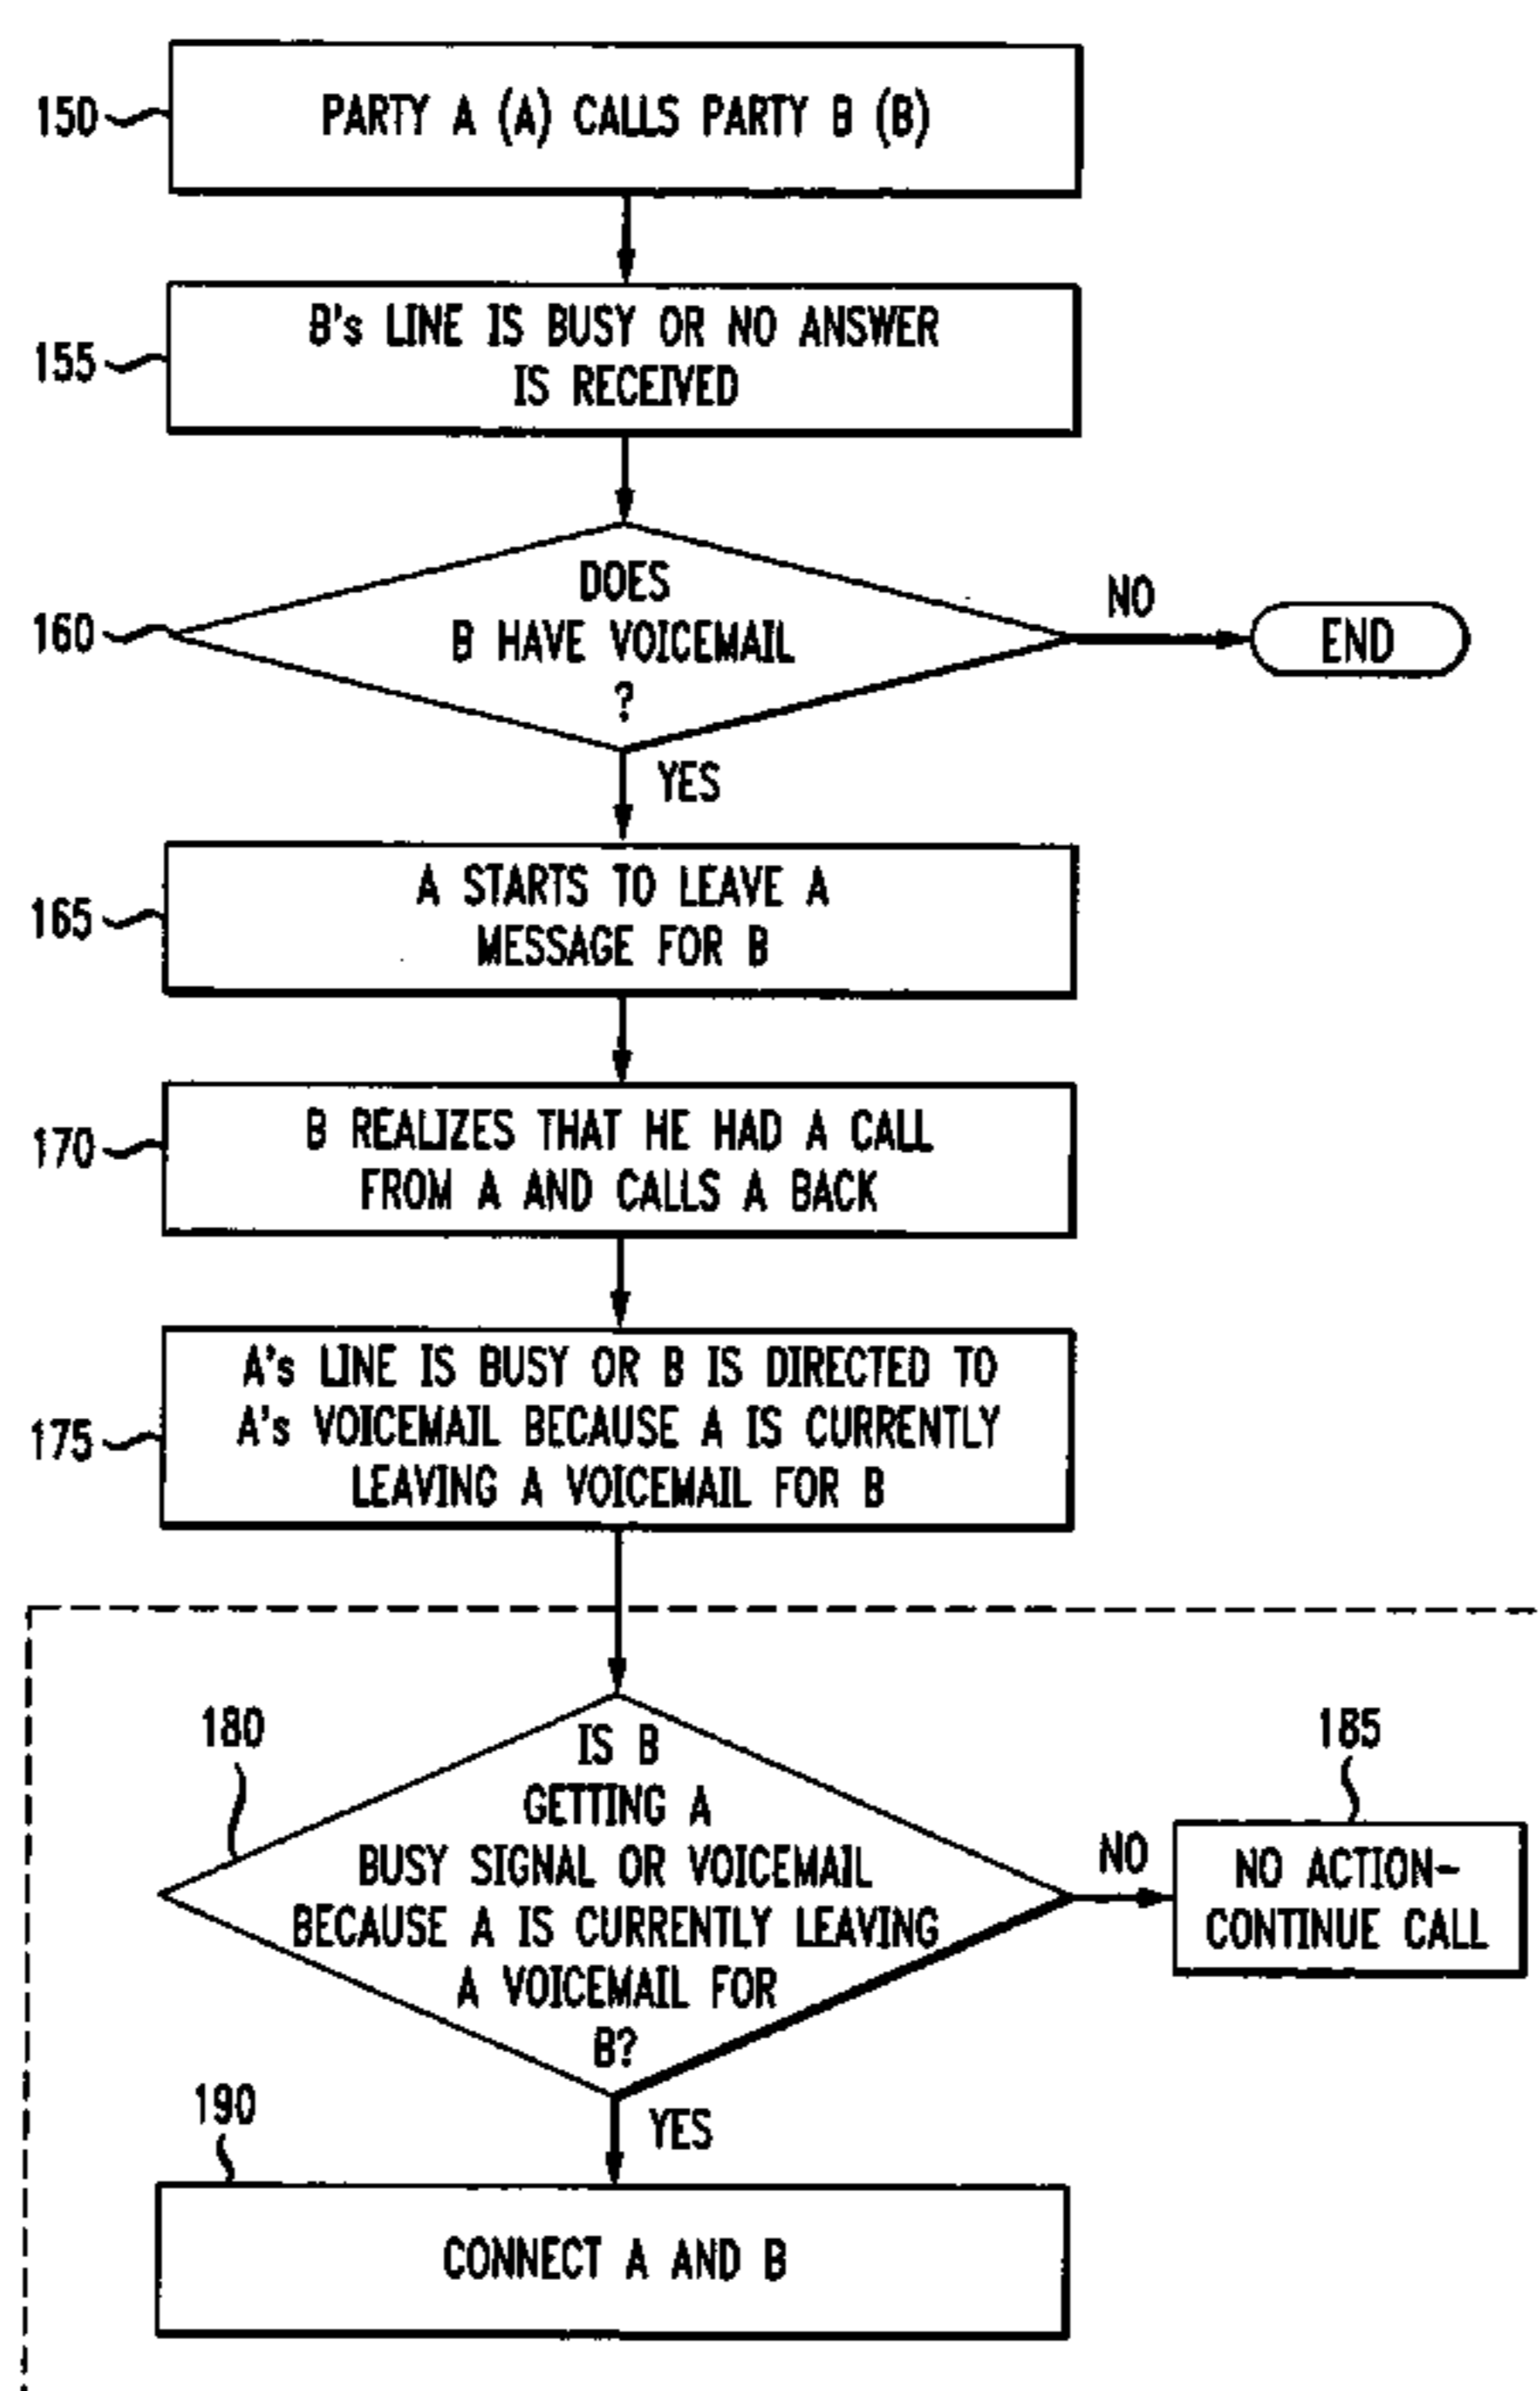 150
PARTY A (A) CALLS PARTY B (B)
155
B's LINE IS BUSY OR NO ANSWER
IS RECEIVED
160
DOES
B HAVE VOICEMAIL
?
NO
END
YES
165
A STARTS TO LEAVE A
MESSAGE FOR B
170
B REALIZES THAT HE HAD A CALL
FROM A AND CALLS A BACK
175
A's LINE IS BUSY OR B IS DIRECTED TO
A's VOICEMAIL BECAUSE A IS CURRENTLY
LEAVING A VOICEMAIL FOR B
180
IS B
GETTING A
BUSY SIGNAL OR VOICEMAIL
BECAUSE A IS CURRENTLY LEAVING
A VOICEMAIL FOR
B?
NO
185
NO ACTION-
CONTINUE CALL
YES
190
CONNECT A AND B